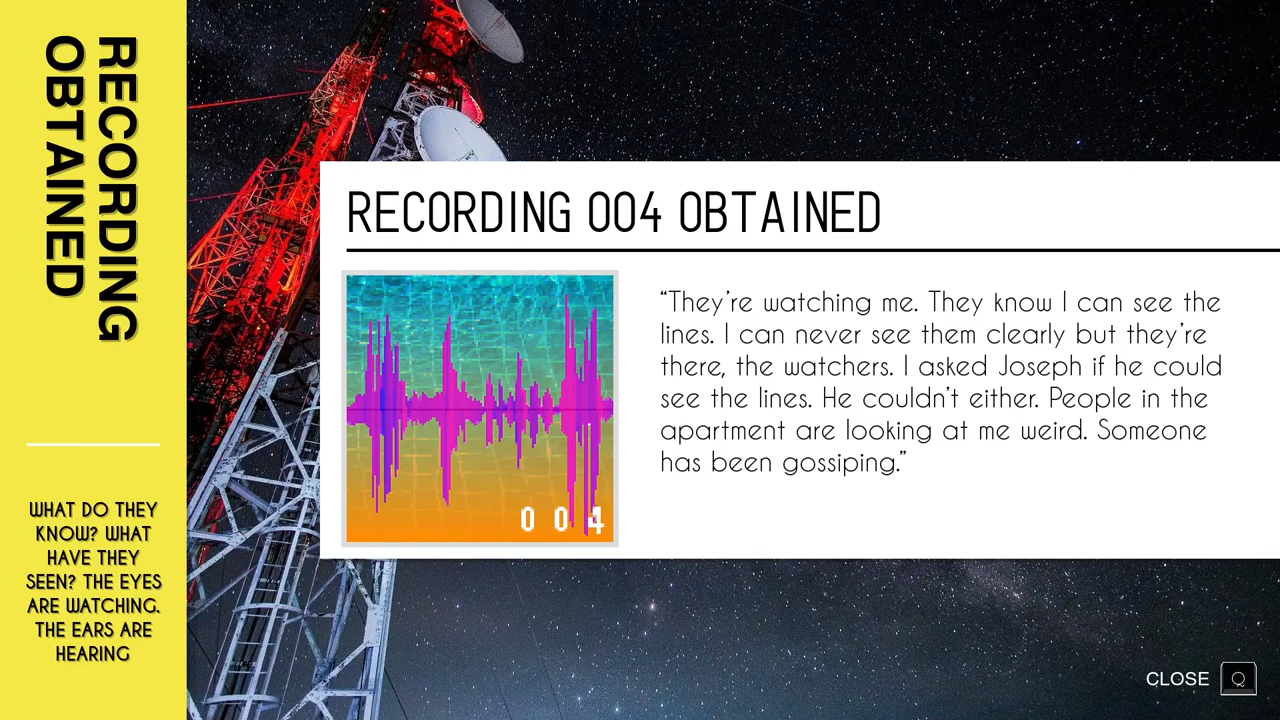 RECORDING
OBTAINED
WHAT DO THEY
KNOW? WHAT
HAVE THEY
SEEN? THE EYES
ARE WATCHING.
THE EARS ARE
HEARING
RECORDING 004 OBTAINED
004
“They’re watching me. They know I can see the
lines. I can never see them clearly but they’re
there, the watchers. I asked Joseph if he could
see the lines. He couldn’t either. People in the
apartment are looking at me weird. Someone
has been gossiping.”
CLOSE Q